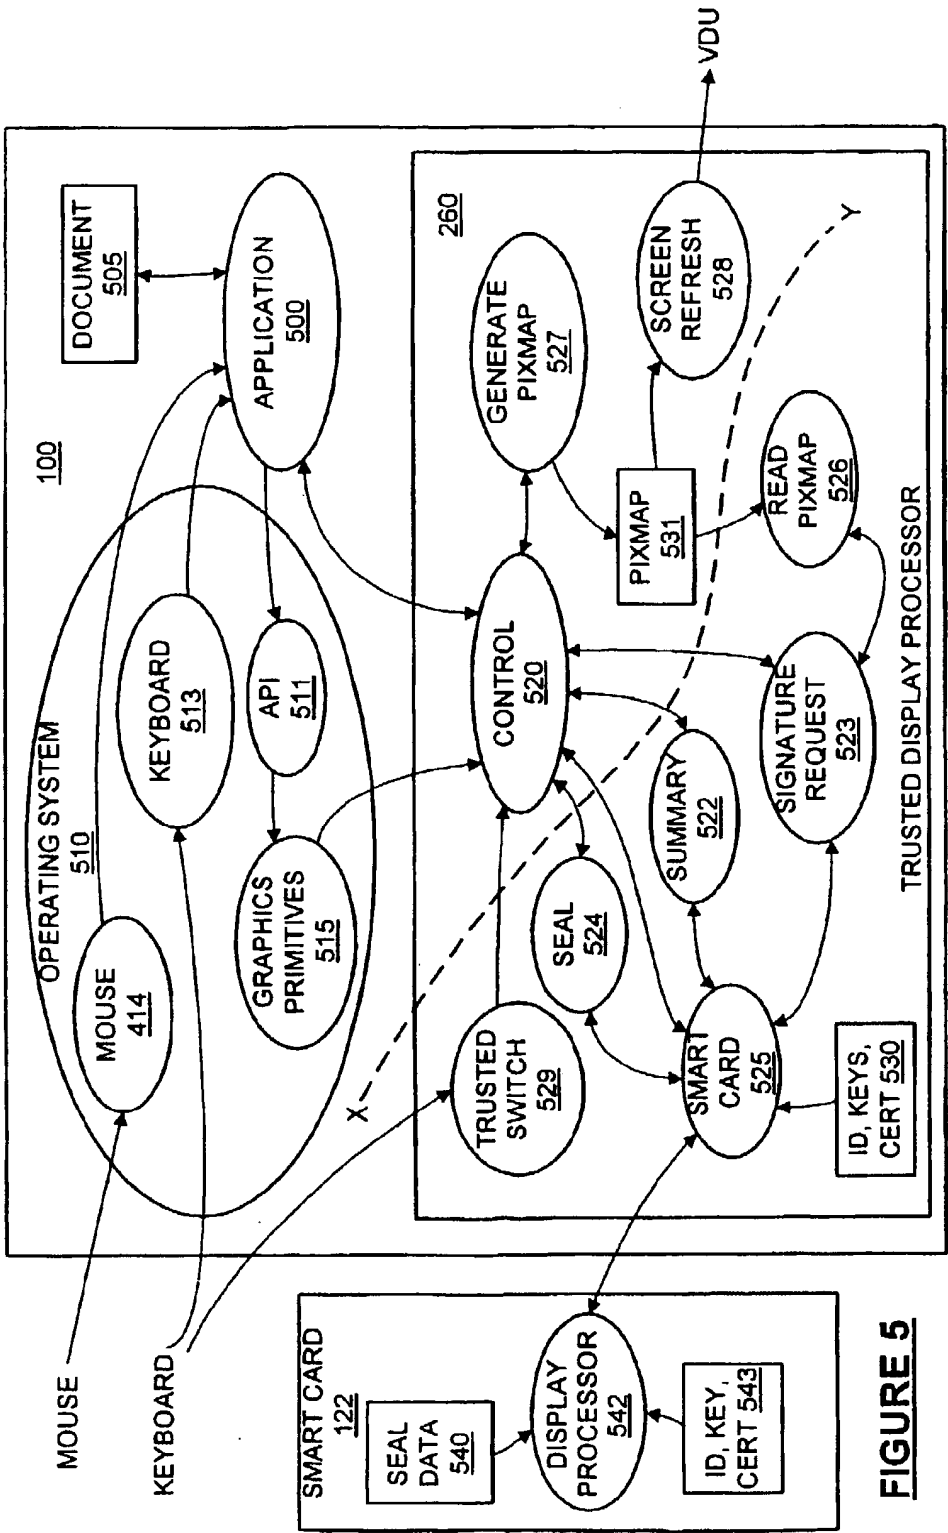 MOUSE
KEYBOARD
100
OPERATING SYSTEM
510
MOUSE
414
KEYBOARD
513
API
511
GRAPHICS
PRIMITIVES
515
DOCUMENT
505
APPLICATION
500
X
260
TRUSTED
SWITCH
529
CONTROL
520
GENERATE
PIXMAP
527
SEAL
524
PIXMAP
531
SCREEN
REFRESH
528
VDU
Y
SMART
CARD
525
SUMMARY
522
SIGNATURE
REQUEST
523
READ
PIXMAP
526
ID, KEYS,
CERT 530
TRUSTED DISPLAY PROCESSOR
SMART CARD
122
SEAL
DATA
540
DISPLAY
PROCESSOR
542
ID, KEY,
CERT 543
FIGURE 5